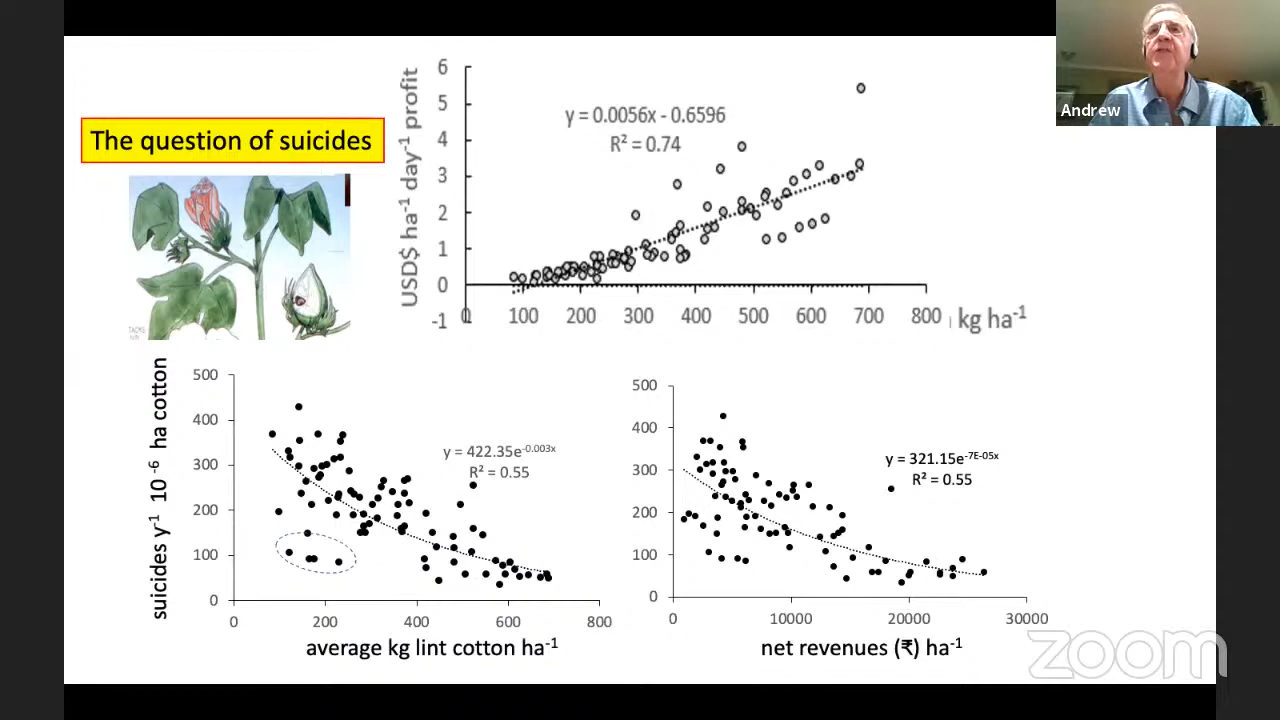 Andrew
The question of suicides
USD$ ha-1 day-1 profit
6
5
4
3
2
1
0
-1
y = 0.0056x - 0.6596
R² = 0.74
0 100 200 300 400 500 600 700 800
kg ha-1
suicides y-1 10 -6 ha cotton
500
400
300
200
100
0
y = 422.35e-0.003x
R² = 0.55
0 200 400 600 800
average kg lint cotton ha-1
500
400
300
200
100
0
y = 321.15e-7E-05x
R² = 0.55
0 10000 20000 30000
net revenues (₹) ha-1
zoom